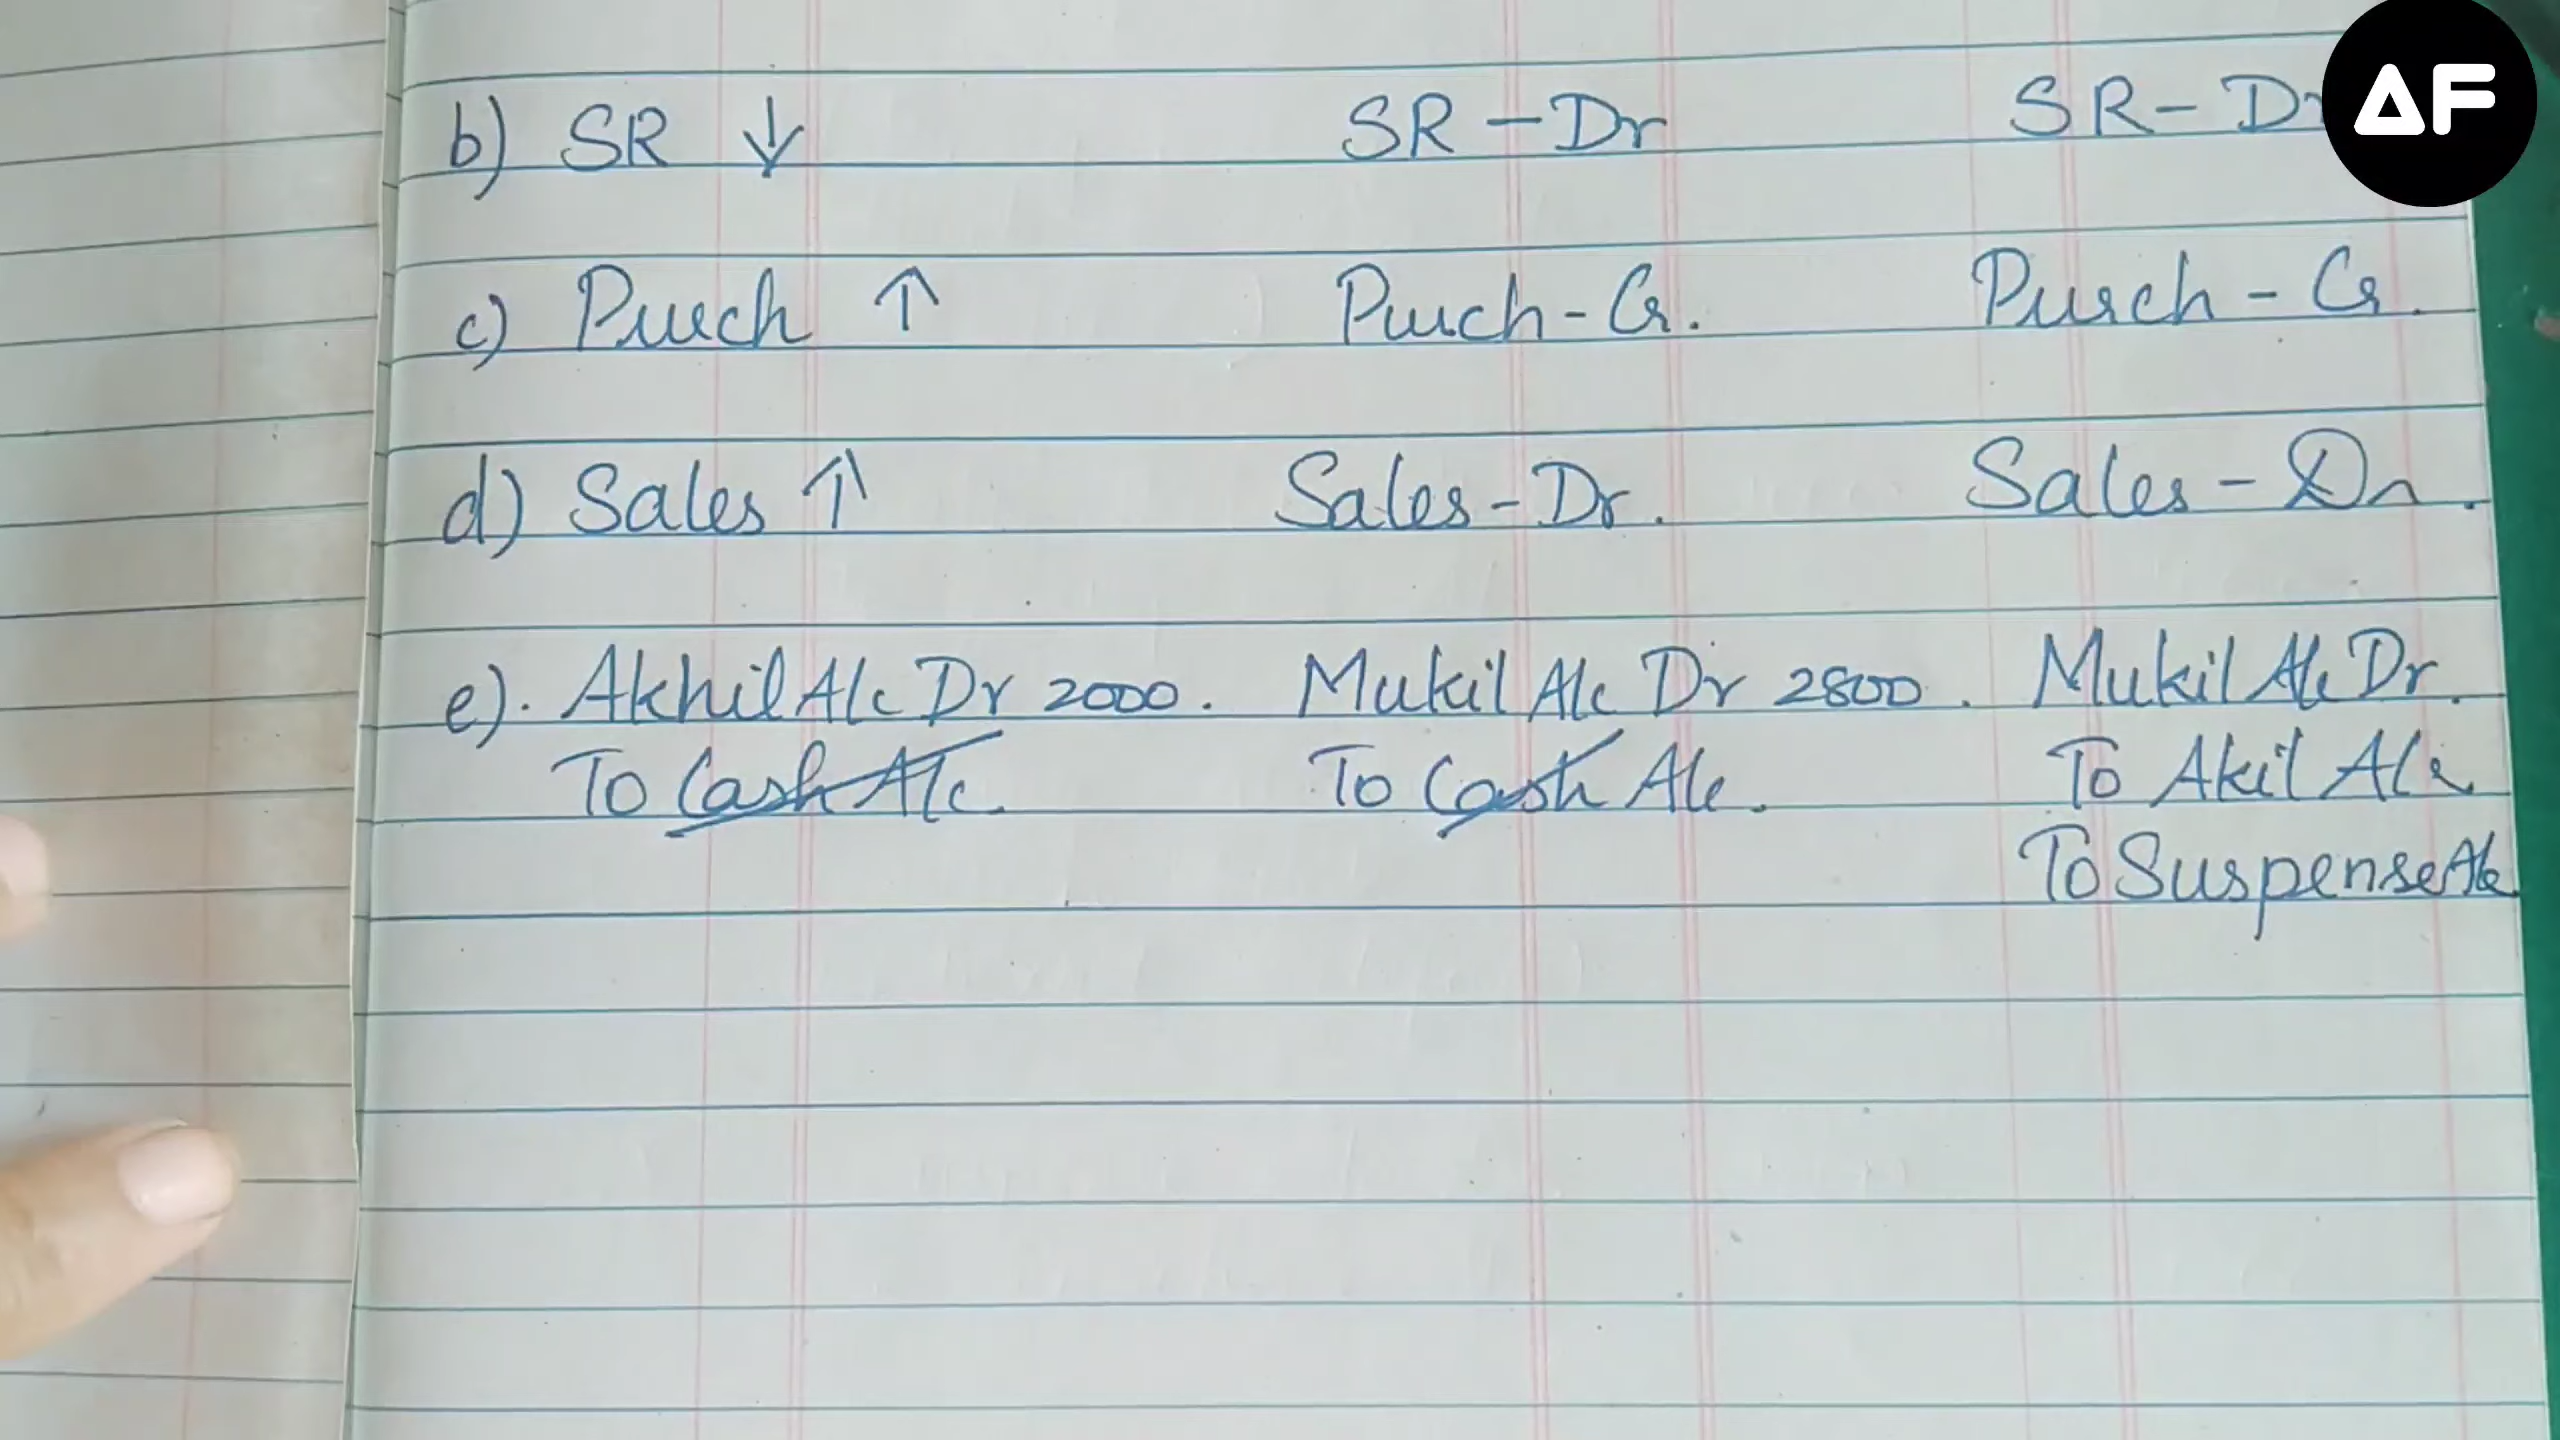 b) SR ↓ SR - Dr SR - Dr
AF
c) Purch ↑ Purch - Cr. Purch - Cr.
d) Sales ↑ Sales - Dr. Sales - Dr.
e). Akhil A/c Dr 2000. Mukil A/c Dr 2800. Mukil A/c Dr.
To Cash A/c. To Cash A/c. To Akil A/c
To Suspense A/c